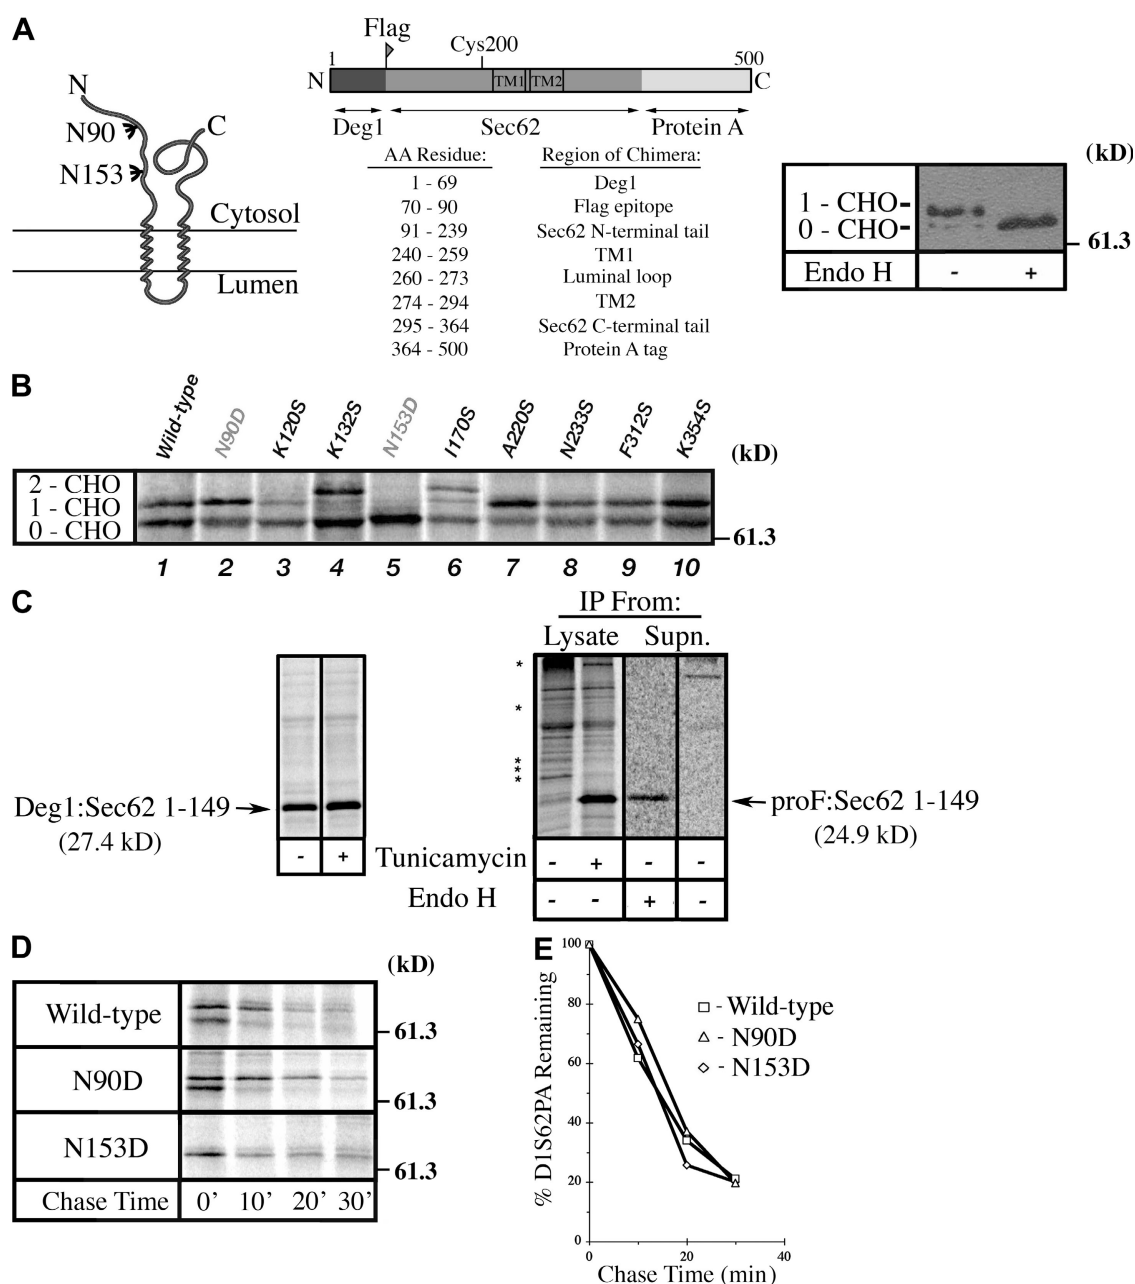 A
N
N90
N153
C
Cytosol
Lumen
Flag
1
Cys200
500
N
TM1
TM2
C
Deg1
Sec62
Protein A
AA Residue:
Region of Chimera:
1 - 69
Deg1
70 - 90
Flag epitope
91 - 239
Sec62 N-terminal tail
240 - 259
TM1
260 - 273
Luminal loop
274 - 294
TM2
295 - 364
Sec62 C-terminal tail
364 - 500
Protein A tag
(kD)
1 - CHO-
0 - CHO-
61.3
Endo H
- +
B
Wild-type
N90D
K120S
K132S
N153D
I170S
A220S
N233S
F312S
K354S
(kD)
2 - CHO
1 - CHO
0 - CHO
61.3
1 2 3 4 5 6 7 8 9 10
C
IP From:
Lysate Supn.
*
*
***
Deg1:Sec62 1-149
(27.4 kD)
proF:Sec62 1-149
(24.9 kD)
- +
Tunicamycin
- + - -
Endo H
- - + -
D
(kD)
Wild-type
61.3
N90D
61.3
N153D
61.3
Chase Time 0' 10' 20' 30'
E
% D1S62PA Remaining
100
80
60
40
20
0
0 20 40
Chase Time (min)
- Wild-type
- N90D
- N153D